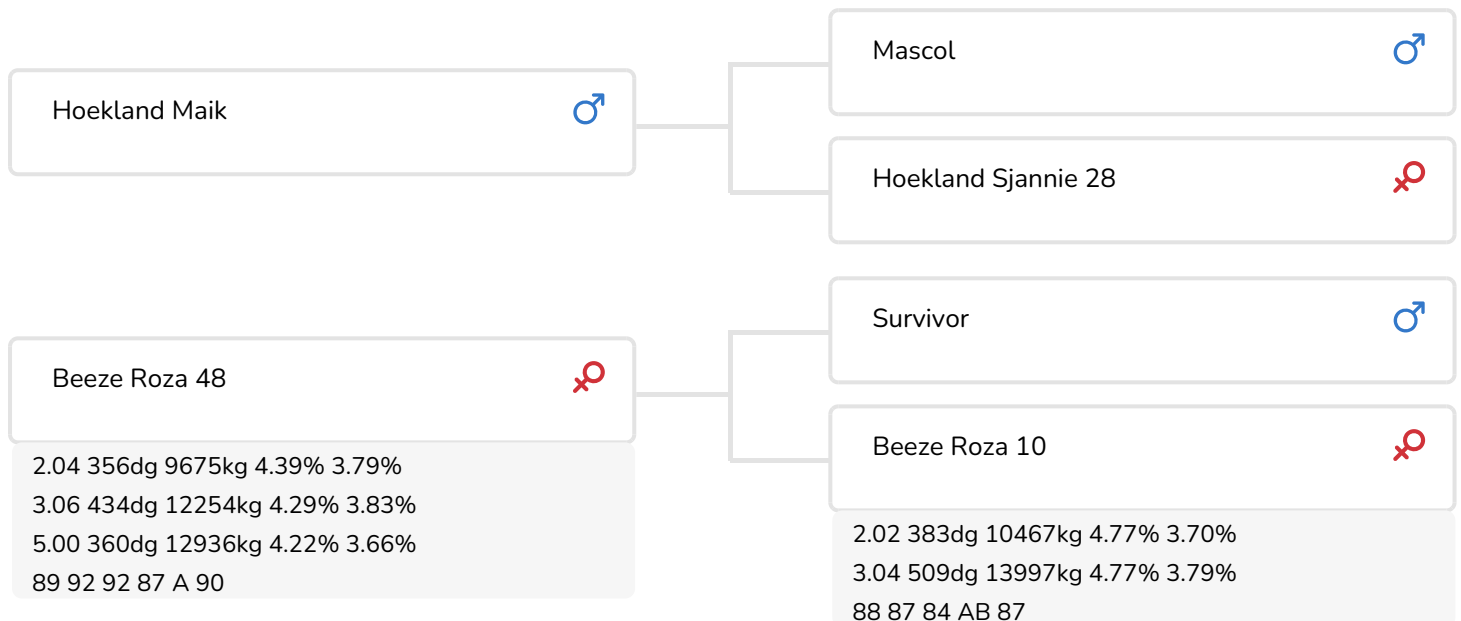 Hoekland Maik
Mascol
Hoekland Sjannie 28
Beeze Roza 48
2.04 356dg 9675kg 4.39% 3.79%
3.06 434dg 12254kg 4.29% 3.83%
5.00 360dg 12936kg 4.22% 3.66%
89 92 92 87 A 90
Survivor
Beeze Roza 10
2.02 383dg 10467kg 4.77% 3.70%
3.04 509dg 13997kg 4.77% 3.79%
88 87 84 AB 87